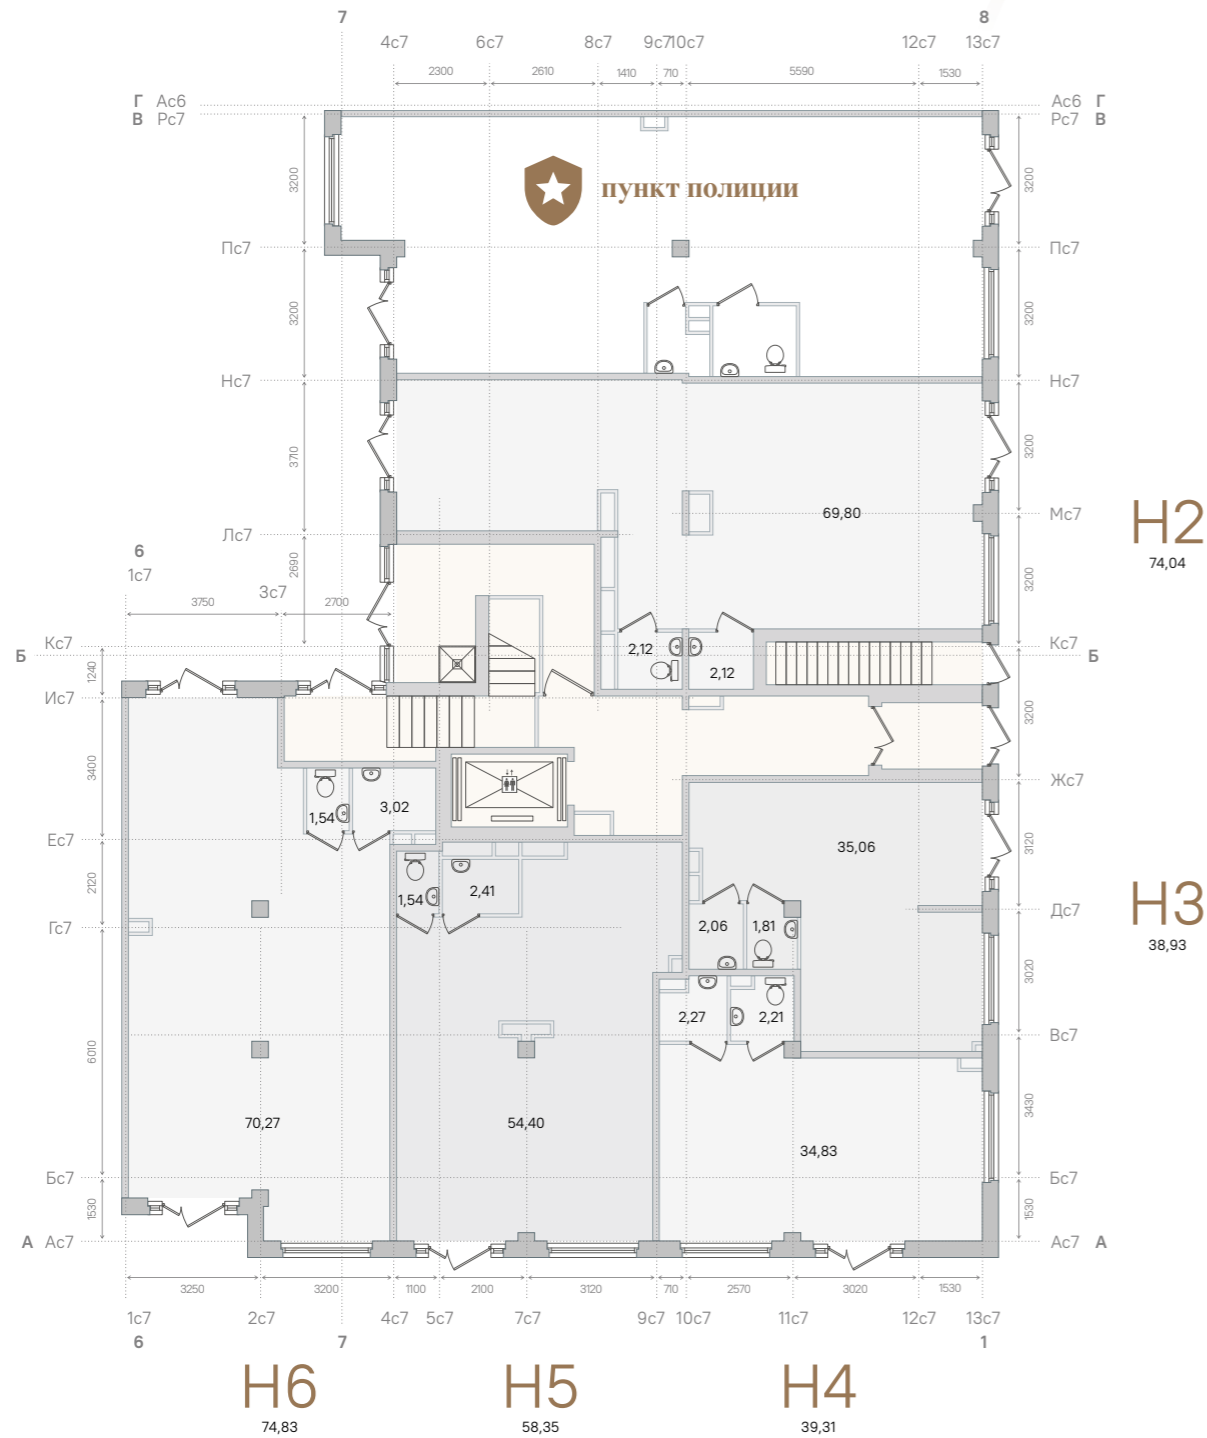 7 8
4с7 6с7 8с7 9с7 10с7 12с7 13с7
2300 2610 1410 710 5590 1530
Г Ас6 Ас6 Г
В Рс7 Рс7 В
3200 3200
пункт полиции
Пс7 Пс7
3200 3200
Нс7 Нс7
3710 3200
69,80
Мс7
Н2
74,04
Лс7
6
1с7
2690 3200
3с7
3750 2700
Кс7 Кс7
Б Б
1240
2,12 2,12
Ис7
3200
3400
Жс7
1,54 3,02
Ес7
35,06
3120
2120
1,54 2,41
Н3
38,93
Дс7
Гс7
2,06 1,81
3020
2,27 2,21
Вс7
6010
3430
70,27 54,40
34,83
Бс7 Бс7
1530 1530
А Ас7 Ас7 А
3250 3200 1100 2100 3120 710 2570 3020 1530
1с7 2с7 4с7 5с7 7с7 9с7 10с7 11с7 12с7 13с7
6 7 1
Н6 Н5 Н4
74,83 58,35 39,31